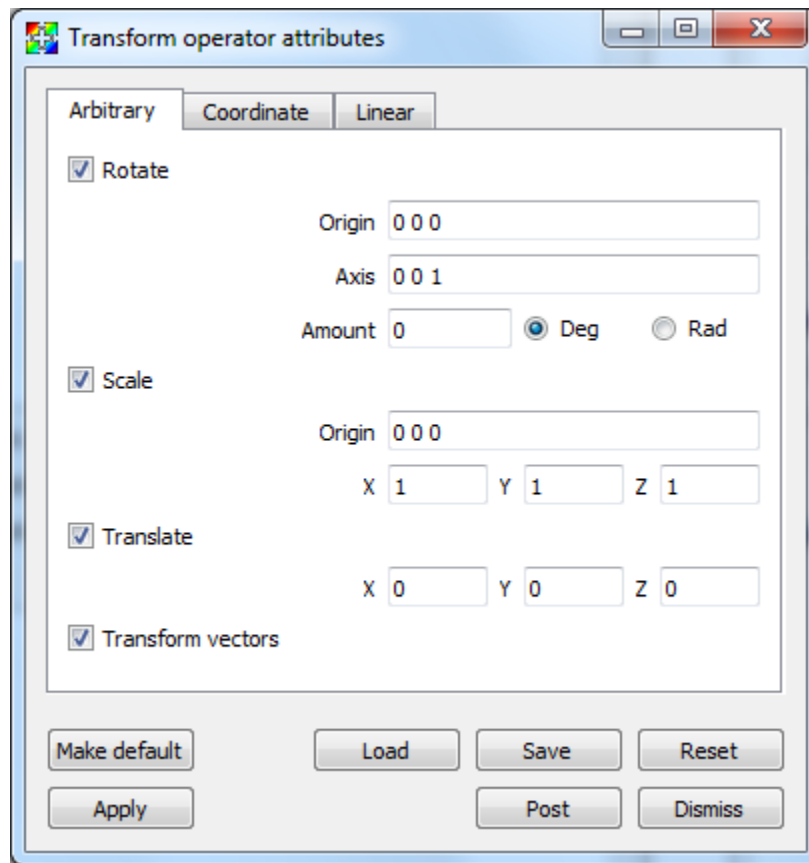 Transform operator attributes
Arbitrary Coordinate Linear
Rotate
Origin 0 0 0
Axis 0 0 1
Amount 0 Deg Rad
Scale
Origin 0 0 0
X 1 Y 1 Z 1
Translate
X 0 Y 0 Z 0
Transform vectors
Make default Load Save Reset
Apply Post Dismiss